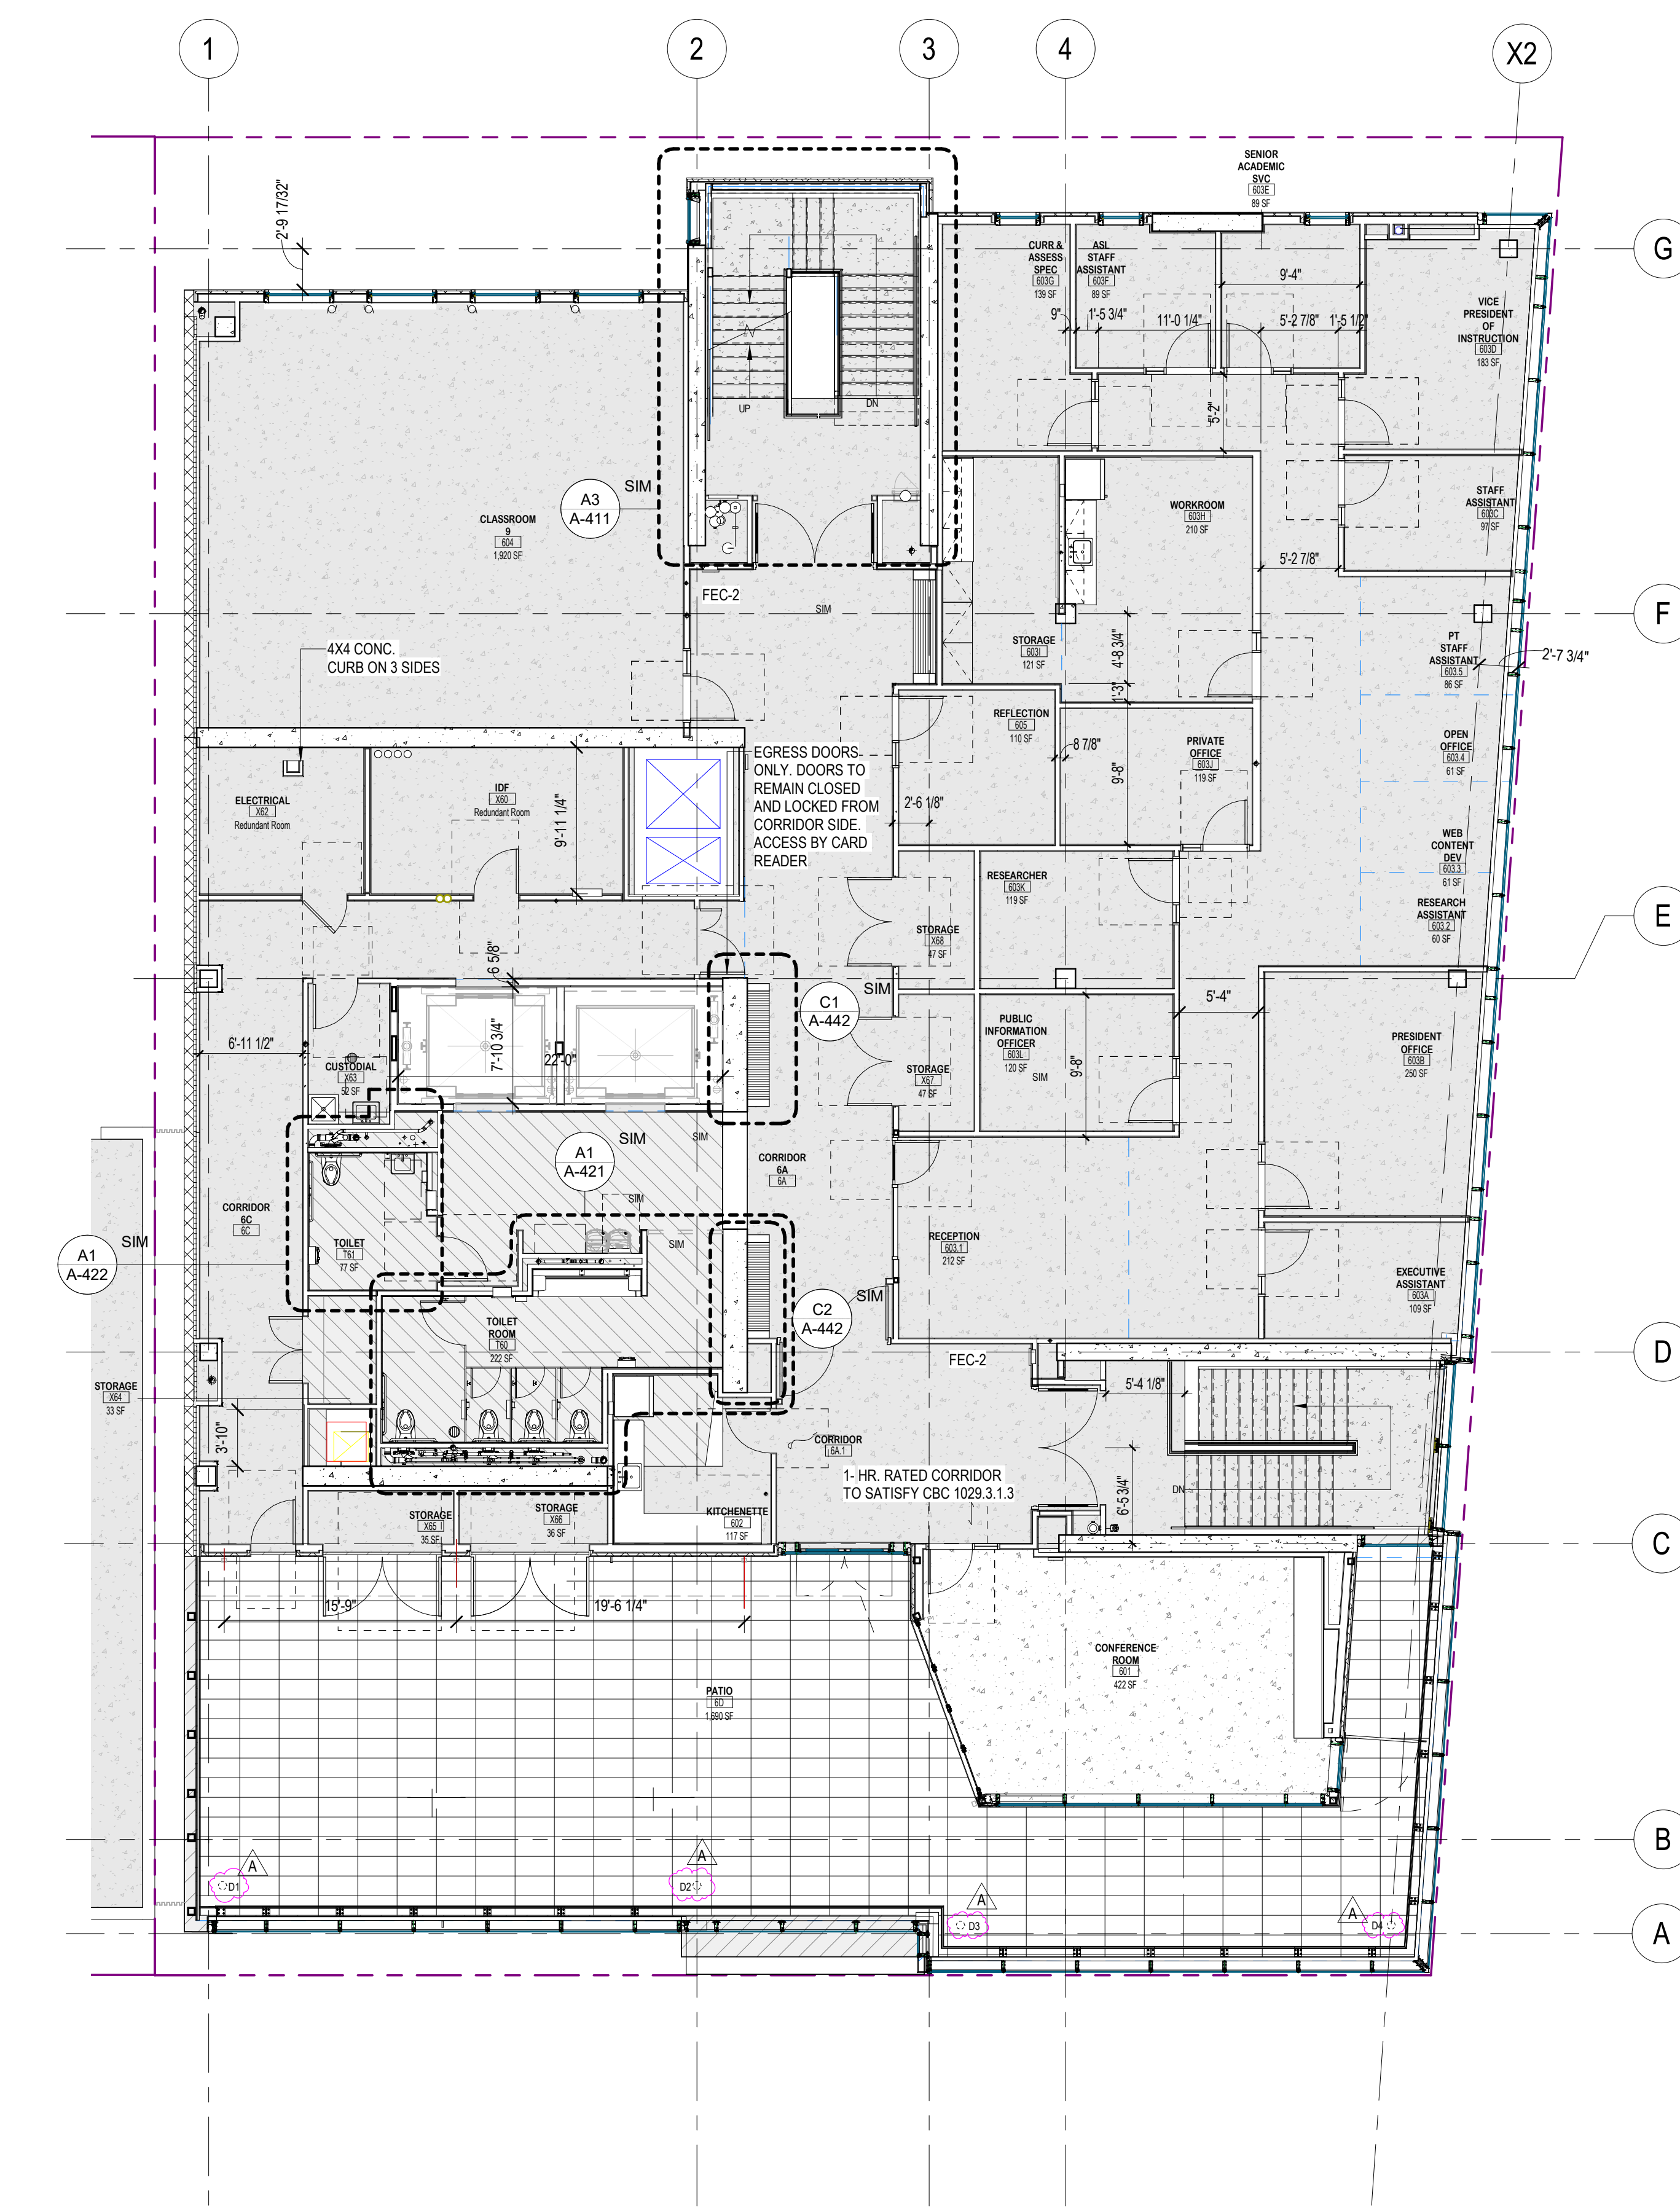 1
2
3
4
X2
SENIOR
ACADEMIC
SVC
603E
89 SF
2'-9 17/32"
G
CURR &
ASSESS
SPEC
603G
139 SF
ASL
STAFF
ASSISTANT
603F
89 SF
9'-4"
VICE
PRESIDENT
OF
INSTRUCTION
603D
183 SF
9"
1'-5 3/4"
11'-0 1/4"
5'-2 7/8"
1'-5 1/2"
UP
DN
5'-2"
A3
A-411
SIM
CLASSROOM
9
604
1,920 SF
WORKROOM
603H
210 SF
STAFF
ASSISTANT
603C
97 SF
5'-2 7/8"
FEC-2
SIM
F
4X4 CONC.
CURB ON 3 SIDES
STORAGE
603I
121 SF
4'-8 3/4"
1'-3"
PT
STAFF
ASSISTANT
603.5
86 SF
2'-7 3/4"
REFLECTION
605
110 SF
8 7/8"
PRIVATE
OFFICE
603J
119 SF
9'-8"
OPEN
OFFICE
603.4
61 SF
EGRESS DOORS
ONLY. DOORS TO
REMAIN CLOSED
AND LOCKED FROM
CORRIDOR SIDE.
ACCESS BY CARD
READER
2'-6 1/8"
ELECTRICAL
X62
Redundant Room
IDF
X60
Redundant Room
9'-11 1/4"
WEB
CONTENT
DEV
603.3
61 SF
RESEARCHER
603K
119 SF
RESEARCH
ASSISTANT
603.2
60 SF
E
STORAGE
X68
47 SF
6 5/8"
SIM
C1
A-442
5'-4"
PUBLIC
INFORMATION
OFFICER
603L
120 SF
SIM
9'-8"
PRESIDENT
OFFICE
603B
250 SF
6'-11 1/2"
7'-10 3/4"
22'-0"
CUSTODIAL
X63
52 SF
STORAGE
X67
47 SF
A1
A-421
SIM
SIM
CORRIDOR
6A
6A
SIM
CORRIDOR
6C
6C
SIM
A1
A-422
TOILET
T61
77 SF
SIM
RECEPTION
603.1
212 SF
EXECUTIVE
ASSISTANT
603A
109 SF
C2
A-442
SIM
TOILET
ROOM
T60
222 SF
FEC-2
D
STORAGE
X64
33 SF
5'-4 1/8"
3'-10"
CORRIDOR
6A.1
1- HR. RATED CORRIDOR
TO SATISFY CBC 1029.3.1.3
DN
6'-5 3/4"
STORAGE
X65
35 SF
STORAGE
X66
36 SF
KITCHENETTE
602
117 SF
C
15'-9"
19'-6 1/4"
CONFERENCE
ROOM
601
422 SF
PATIO
6D
1,690 SF
B
A
D1
A
D2
A
D3
A
D4
A